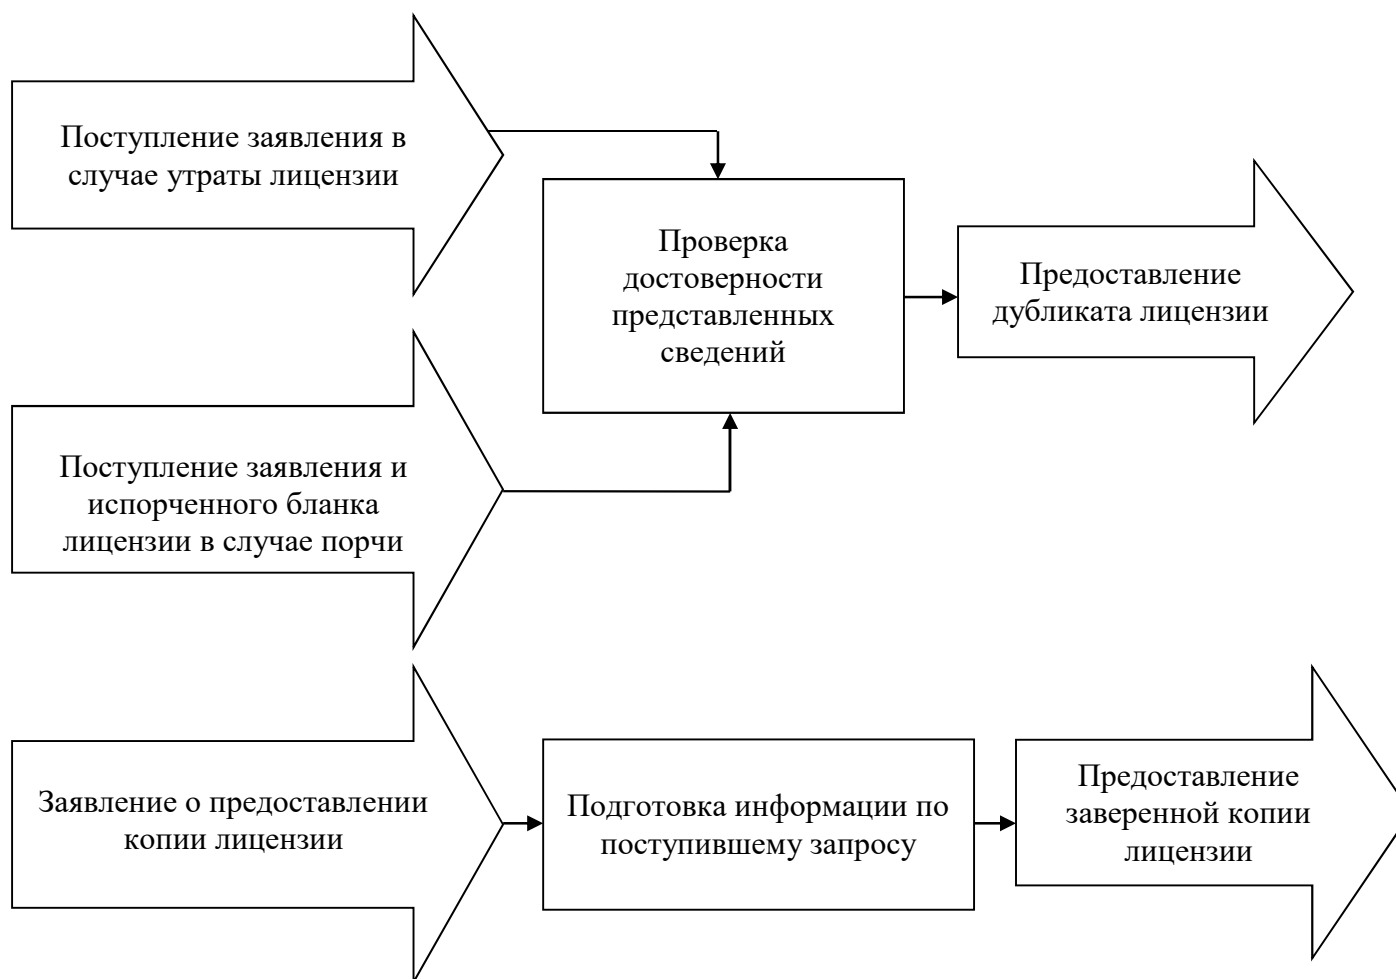 Поступление заявления в
случае утраты лицензии
Проверка
достоверности
представленных
сведений
Предоставление
дубликата лицензии
Поступление заявления и
испорченного бланка
лицензии в случае порчи
Заявление о предоставлении
копии лицензии
Подготовка информации по
поступившему запросу
Предоставление
заверенной копии
лицензии